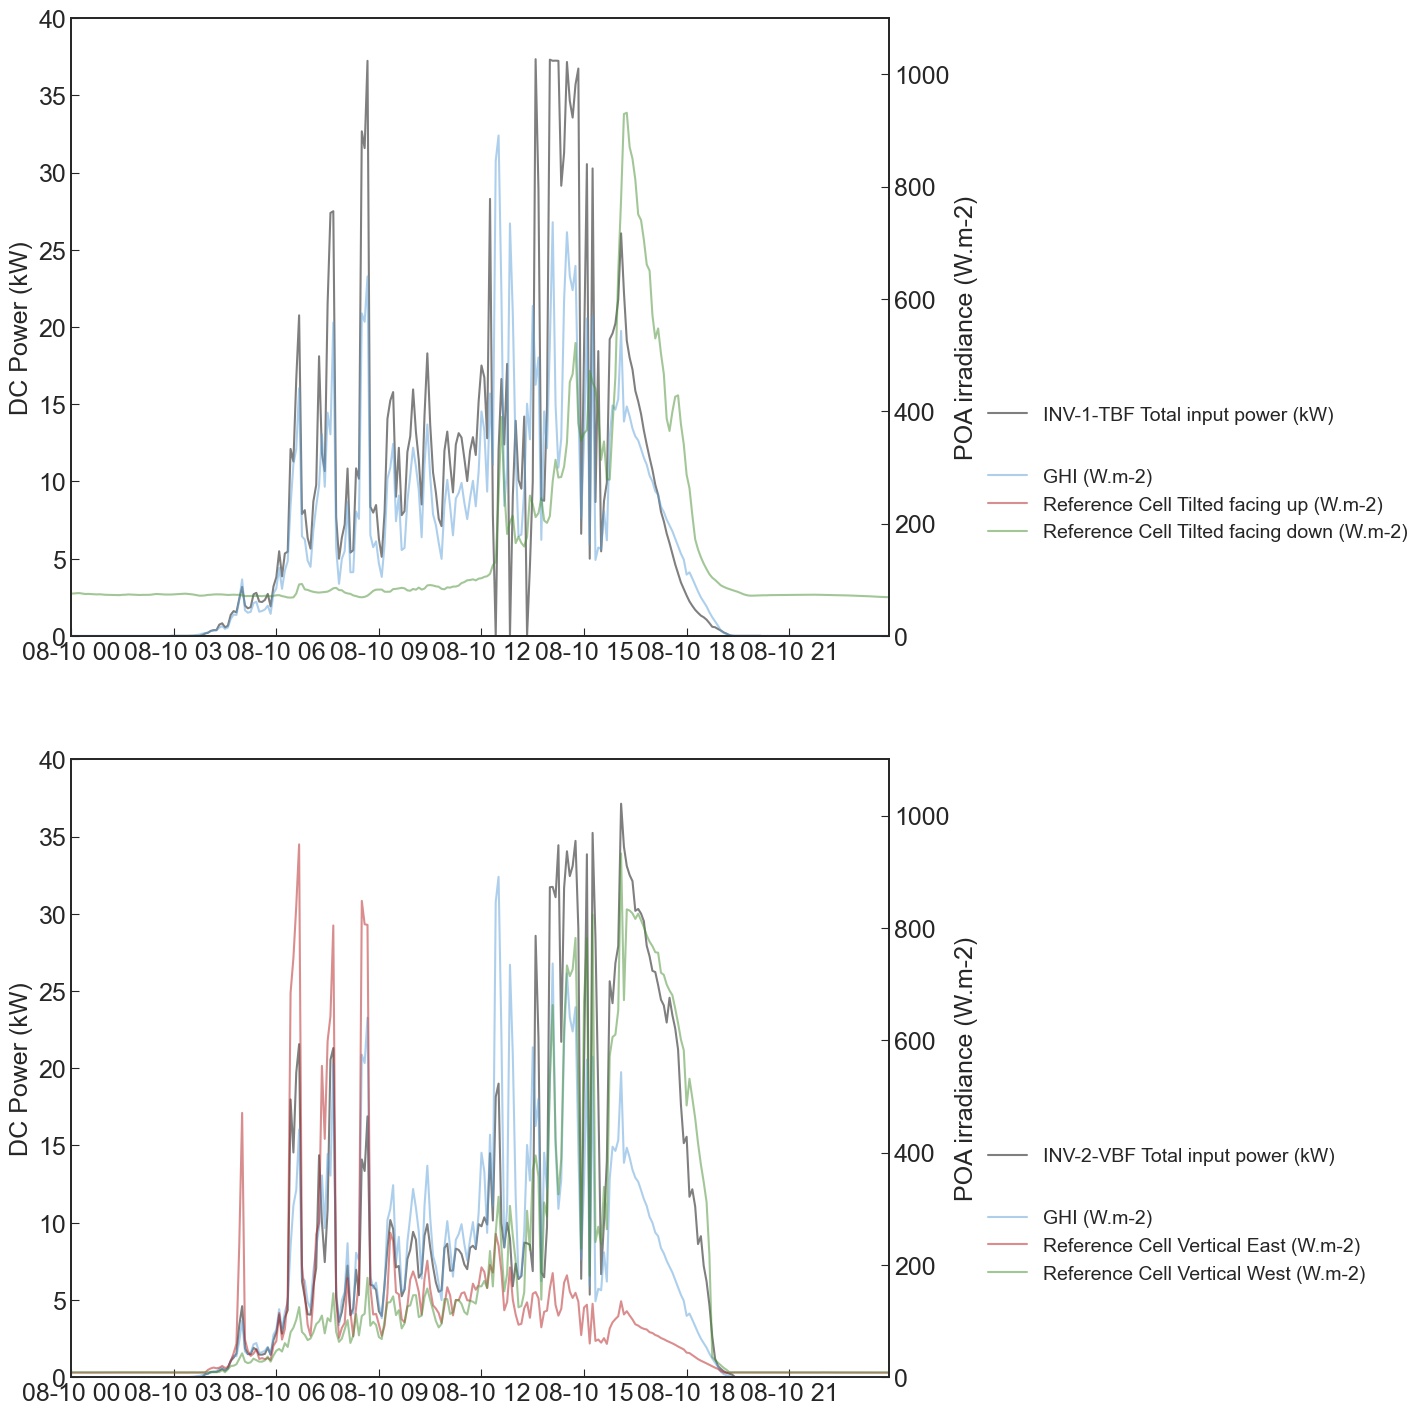 40
35
30
25
20
15
10
5
0
DC Power (kW)
1000
800
600
400
200
0
POA irradiance (W.m-2)
08-10 00 08-10 03 08-10 06 08-10 09 08-10 12 08-10 15 08-10 18 08-10 21
INV-1-TBF Total input power (kW)
GHI (W.m-2)
Reference Cell Tilted facing up (W.m-2)
Reference Cell Tilted facing down (W.m-2)
40
35
30
25
20
15
10
5
0
DC Power (kW)
1000
800
600
400
200
0
POA irradiance (W.m-2)
08-10 00 08-10 03 08-10 06 08-10 09 08-10 12 08-10 15 08-10 18 08-10 21
INV-2-VBF Total input power (kW)
GHI (W.m-2)
Reference Cell Vertical East (W.m-2)
Reference Cell Vertical West (W.m-2)